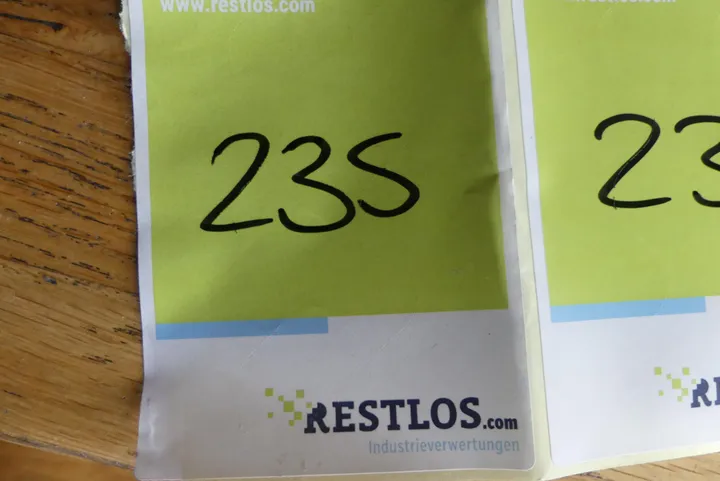 www.restlos.com
235
RESTLOS.com
Industrieverwertungen
23
R